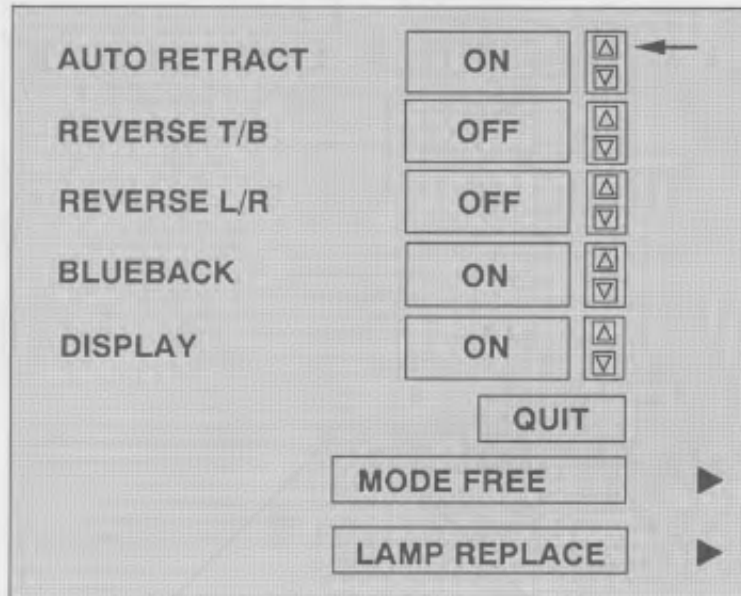 AUTO RETRACT ON
REVERSE T/B OFF
REVERSE L/R OFF
BLUEBACK ON
DISPLAY ON
QUIT
MODE FREE
LAMP REPLACE